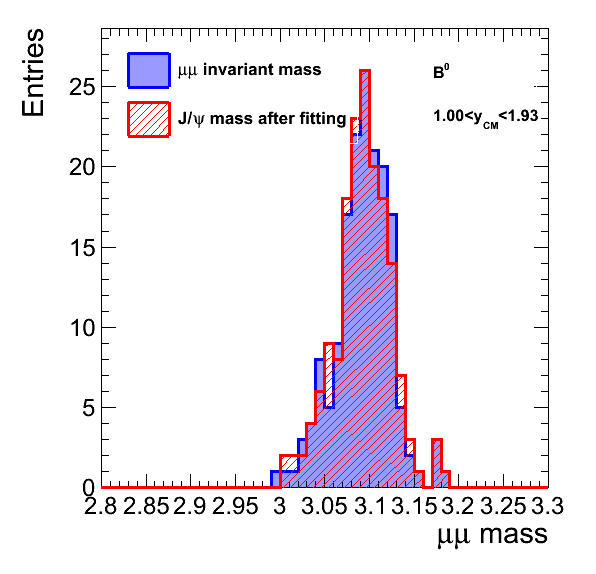 Entries
μμ invariant mass
J/ψ mass after fitting
B⁰
1.00<y_CM<1.93
25
20
15
10
5
0
2.8 2.85 2.9 2.95 3 3.05 3.1 3.15 3.2 3.25 3.3
μμ mass